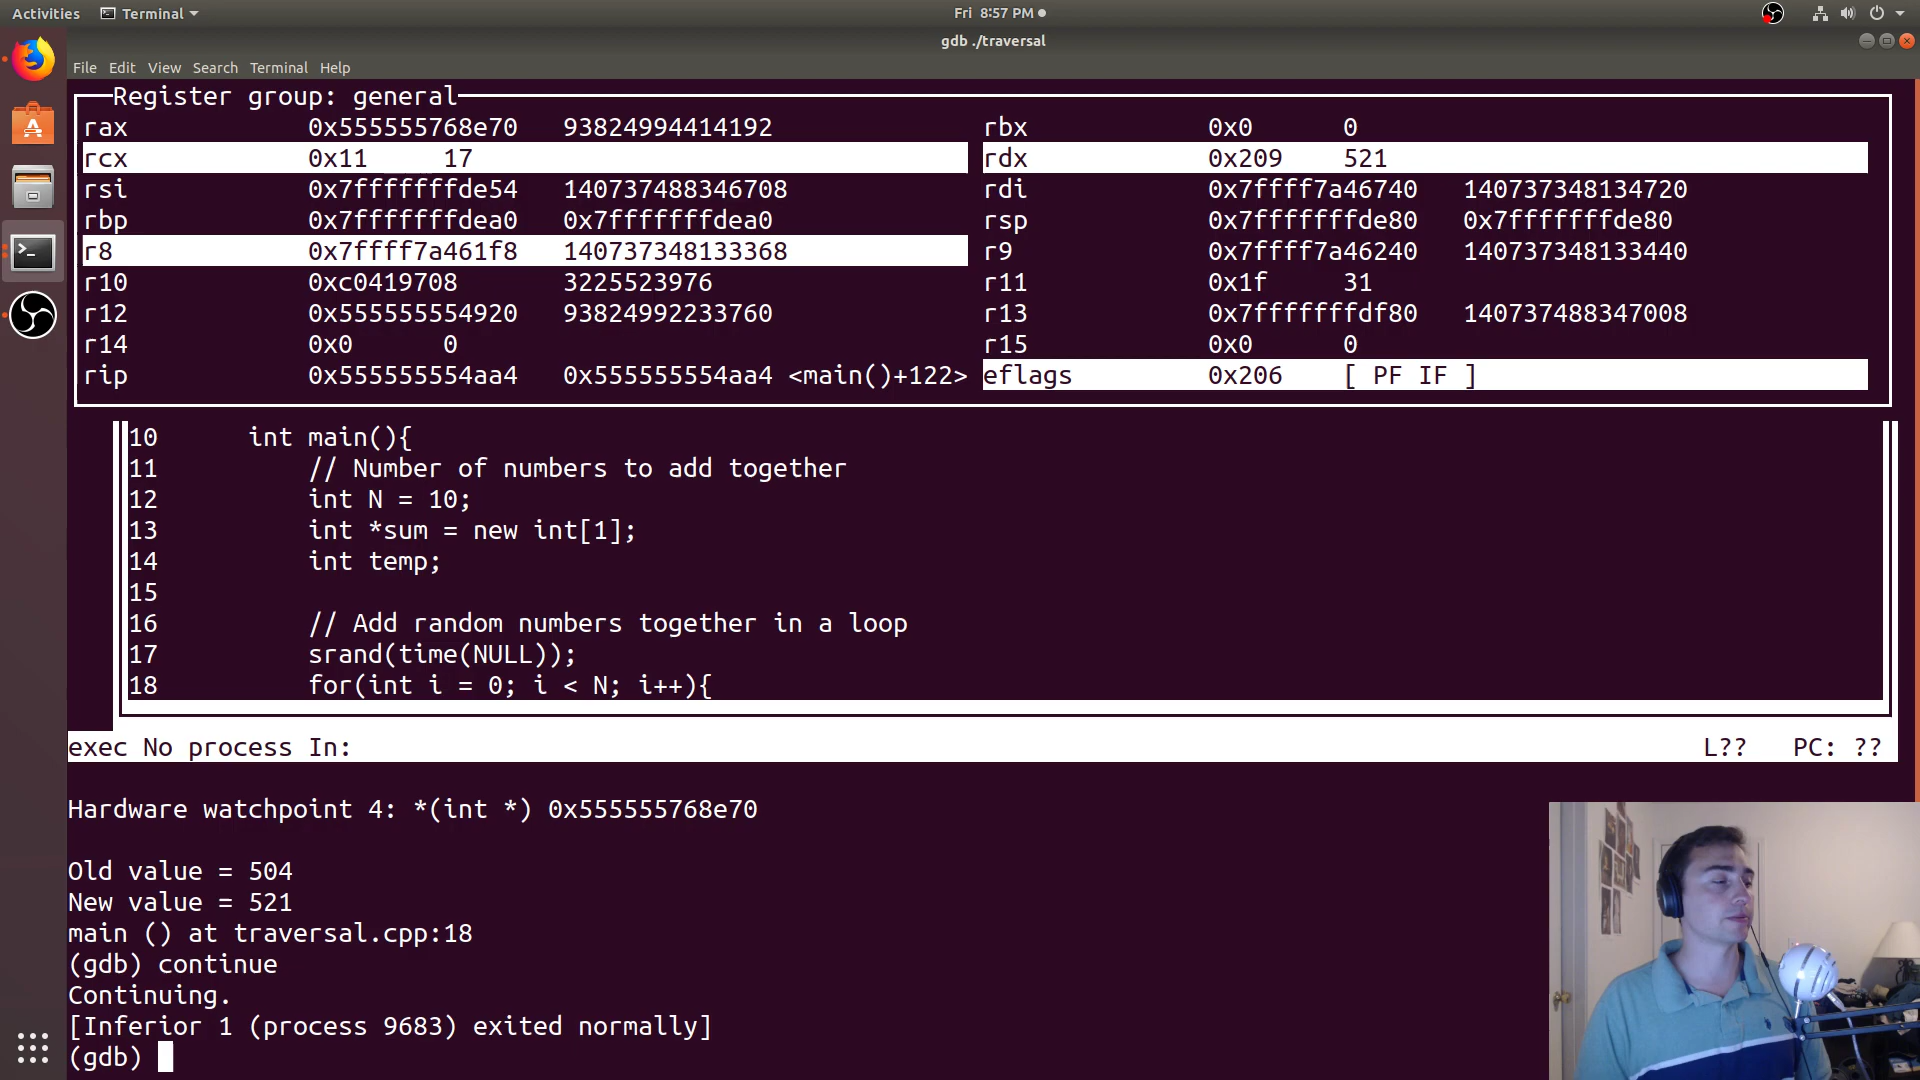 Activities Terminal Fri 8:57 PM
gdb ./traversal
File Edit View Search Terminal Help
Register group: general
rax 0x555555768e70 93824994414192 rbx 0x0 0
rcx 0x11 17 rdx 0x209 521
rsi 0x7fffffffde54 140737488346708 rdi 0x7ffff7a46740 140737348134720
rbp 0x7fffffffdea0 0x7fffffffdea0 rsp 0x7fffffffde80 0x7fffffffde80
r8 0x7ffff7a461f8 140737348133368 r9 0x7ffff7a46240 140737348133440
r10 0xc0419708 3225523976 r11 0x1f 31
r12 0x555555554920 93824992233760 r13 0x7fffffffdf80 140737488347008
r14 0x0 0 r15 0x0 0
rip 0x555555554aa4 0x555555554aa4 <main()+122> eflags 0x206 [ PF IF ]
10 int main(){
11 // Number of numbers to add together
12 int N = 10;
13 int *sum = new int[1];
14 int temp;
15
16 // Add random numbers together in a loop
17 srand(time(NULL));
18 for(int i = 0; i < N; i++){
exec No process In: L?? PC: ??
Hardware watchpoint 4: *(int *) 0x555555768e70
Old value = 504
New value = 521
main () at traversal.cpp:18
(gdb) continue
Continuing.
[Inferior 1 (process 9683) exited normally]
(gdb)